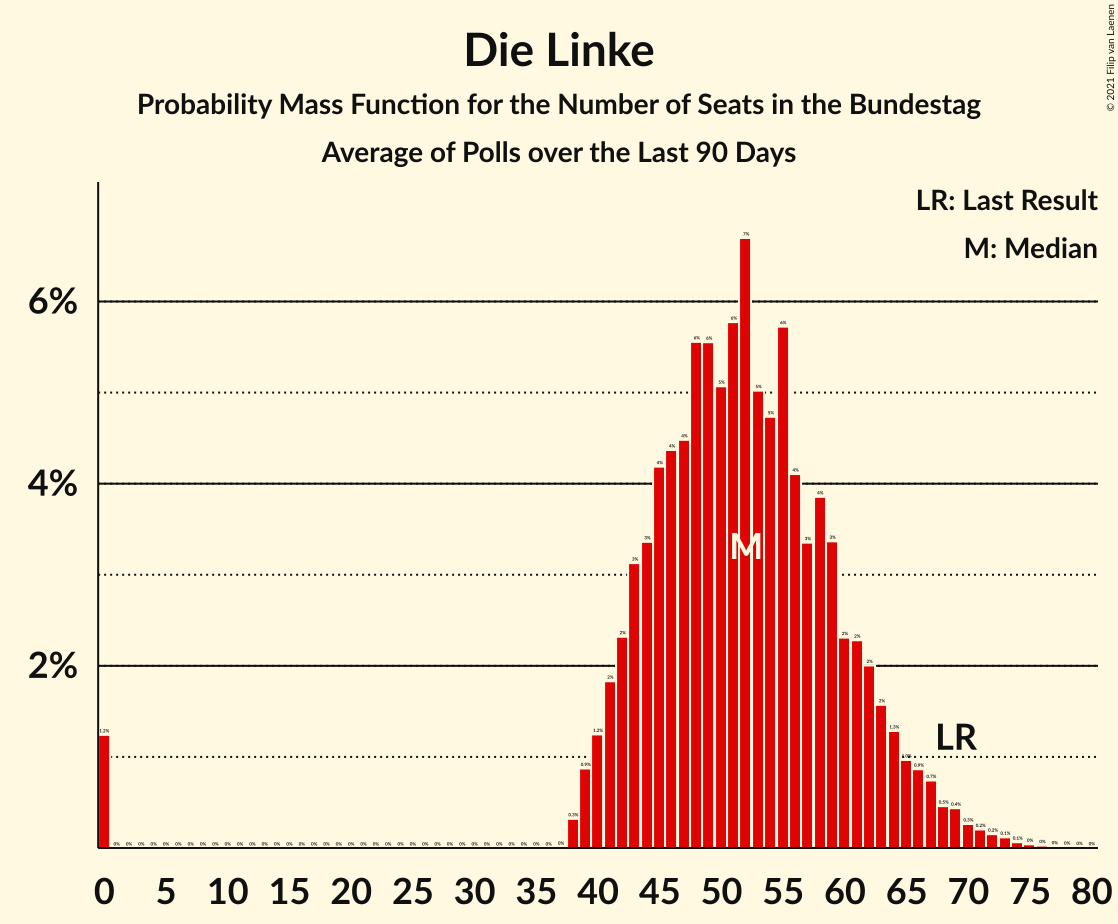 Die Linke
Probability Mass Function for the Number of Seats in the Bundestag
Average of Polls over the Last 90 Days
© 2021 Filip van Laenen
LR: Last Result
M: Median
6%
4%
2%
M
LR
0 5 10 15 20 25 30 35 40 45 50 55 60 65 70 75 80